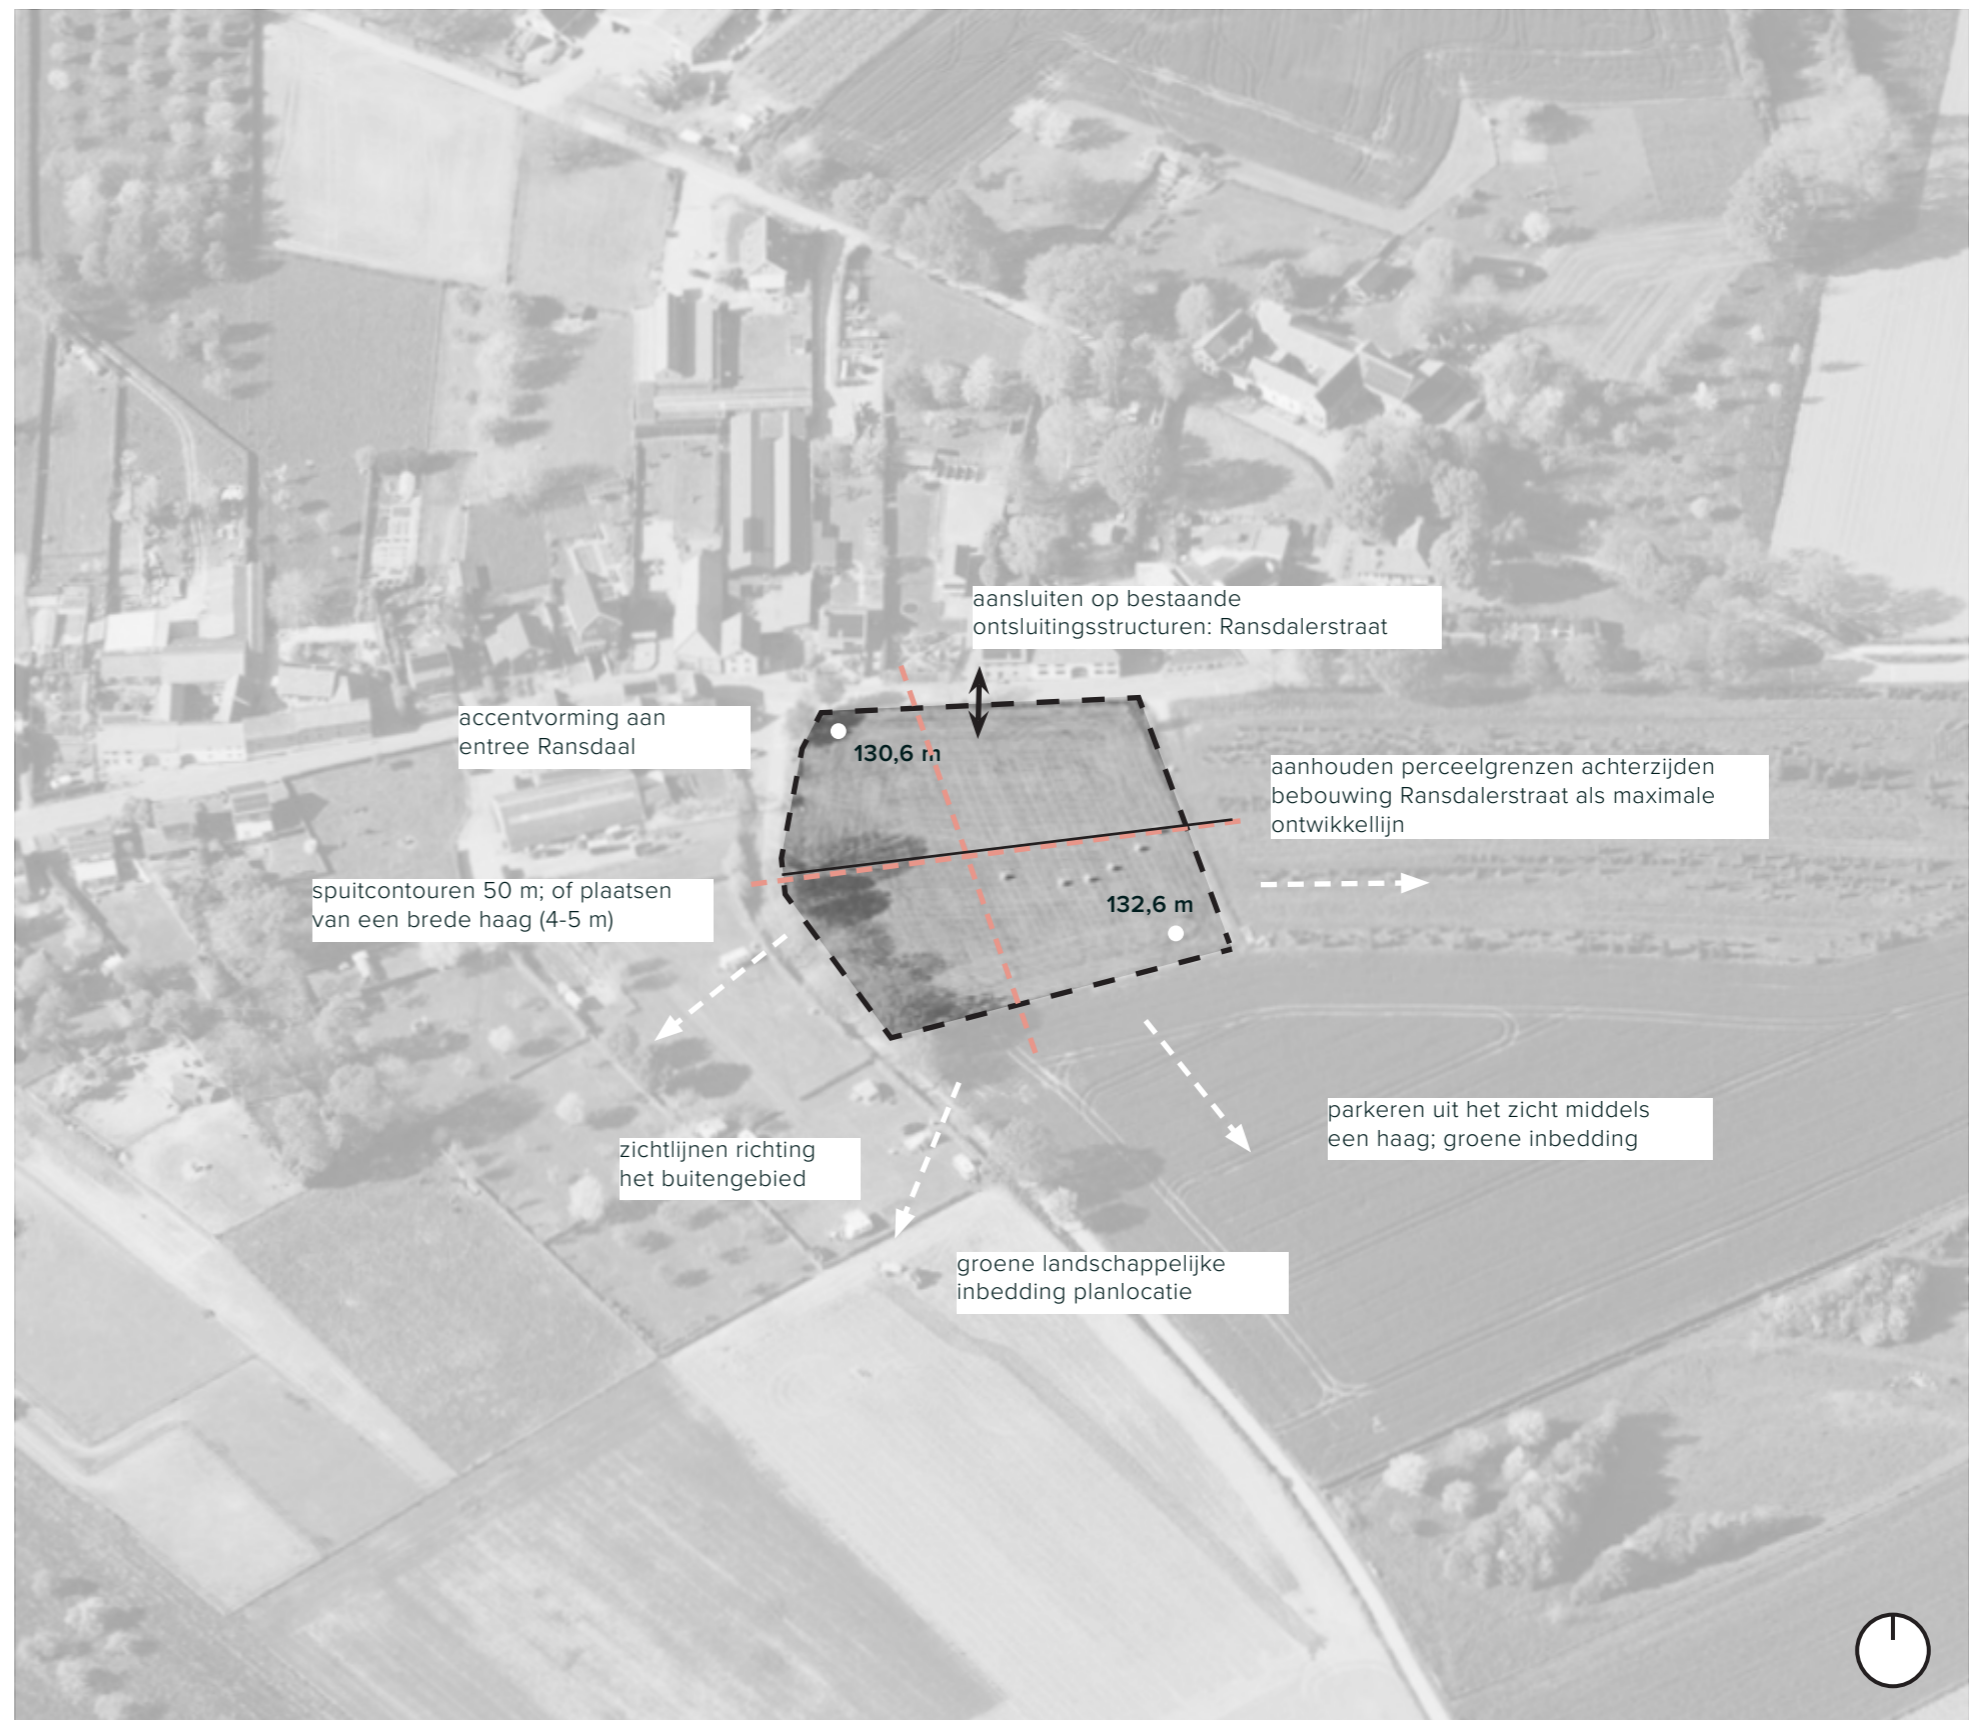 aansluiten op bestaande
ontsluitingsstructuren: Ransdalerstraat
accentvorming aan
entree Ransdaal
130,6 m
aanhouden perceelgrenzen achterzijden
bebouwing Ransdalerstraat als maximale
ontwikkellijn
spuitcontouren 50 m; of plaatsen
van een brede haag (4-5 m)
132,6 m
parkeren uit het zicht middels
een haag; groene inbedding
zichtlijnen richting
het buitengebied
groene landschappelijke
inbedding planlocatie